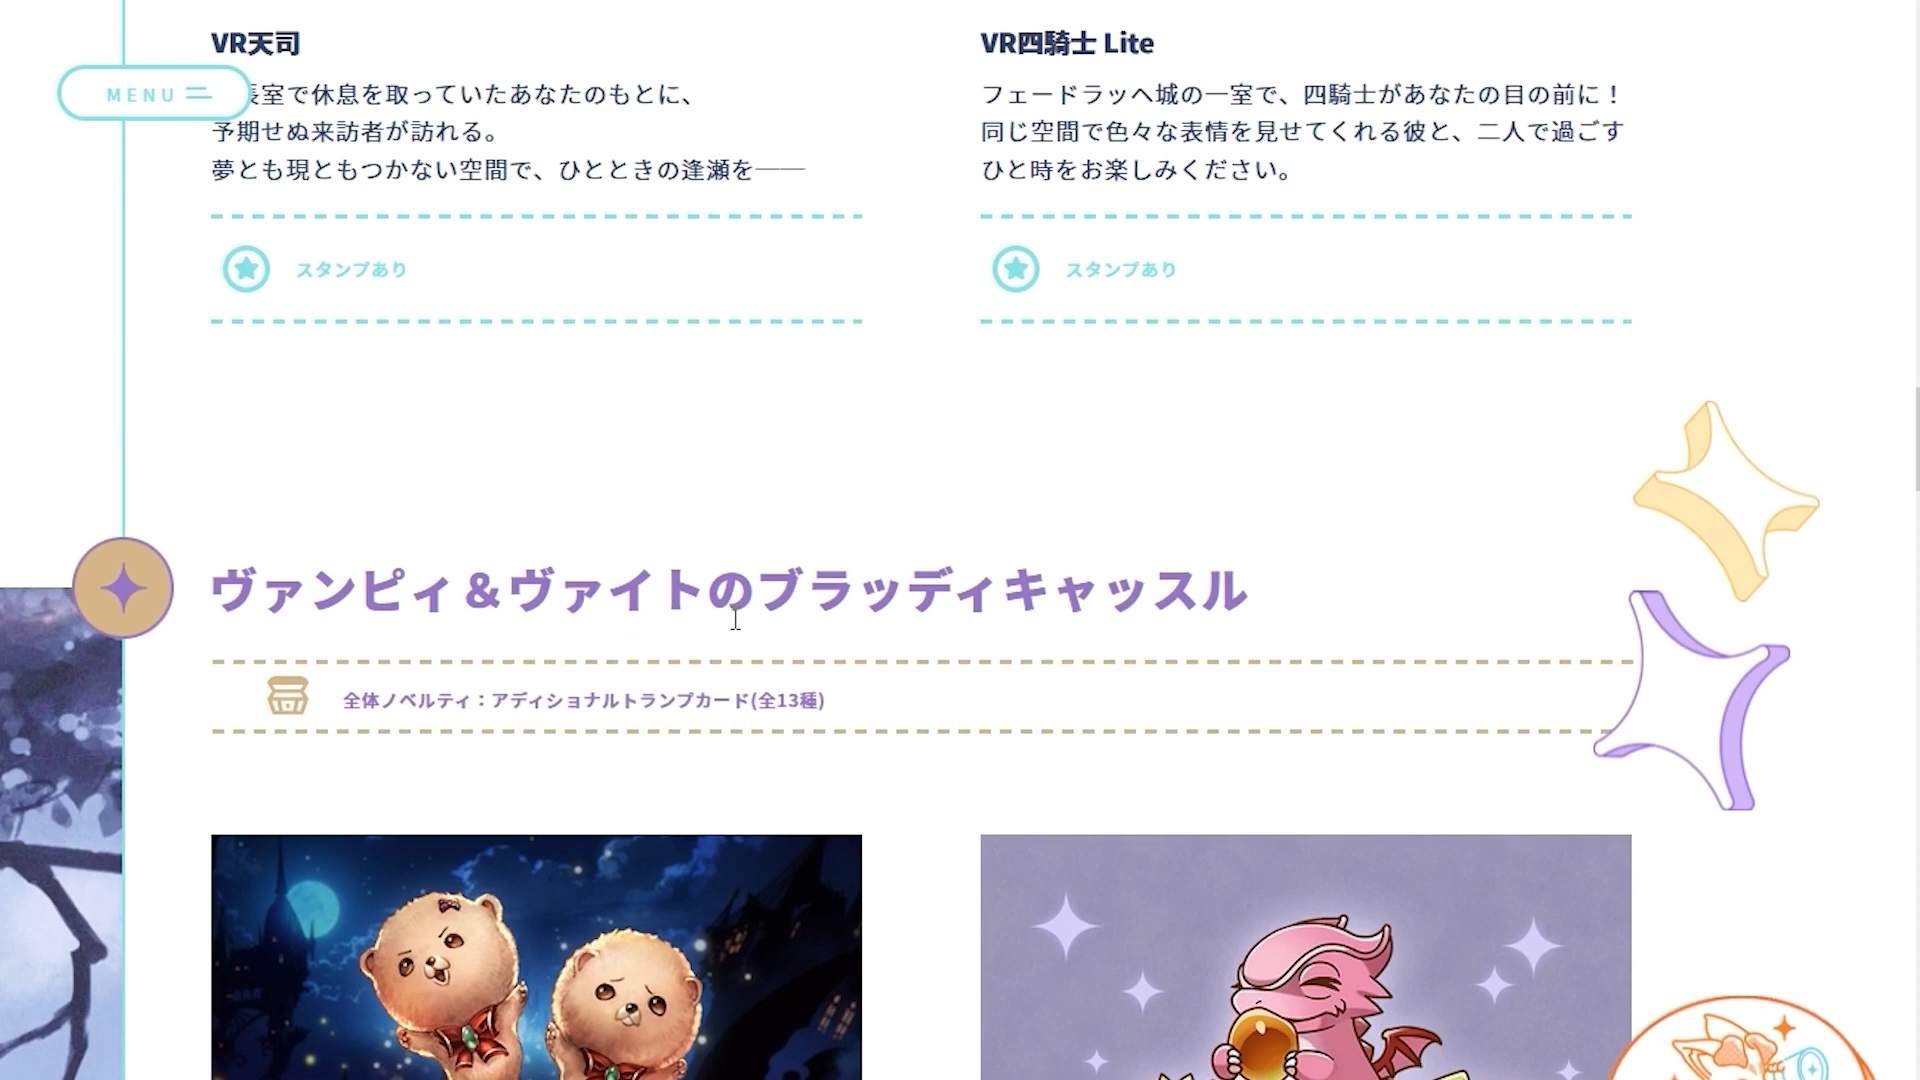 VR天司
MENU
室で休息を取っていたあなたのもとに、
予期せぬ来訪者が訪れる。
夢とも現ともつかない空間で、ひとときの逢瀬を――
スタンプあり
VR四騎士 Lite
フェードラッヘ城の一室で、四騎士があなたの目の前に！
同じ空間で色々な表情を見せてくれる彼と、二人で過ごす
ひと時をお楽しみください。
スタンプあり
ヴァンピィ＆ヴァイトのブラッディキャッスル
全体ノベルティ：アディショナルトランプカード(全13種)